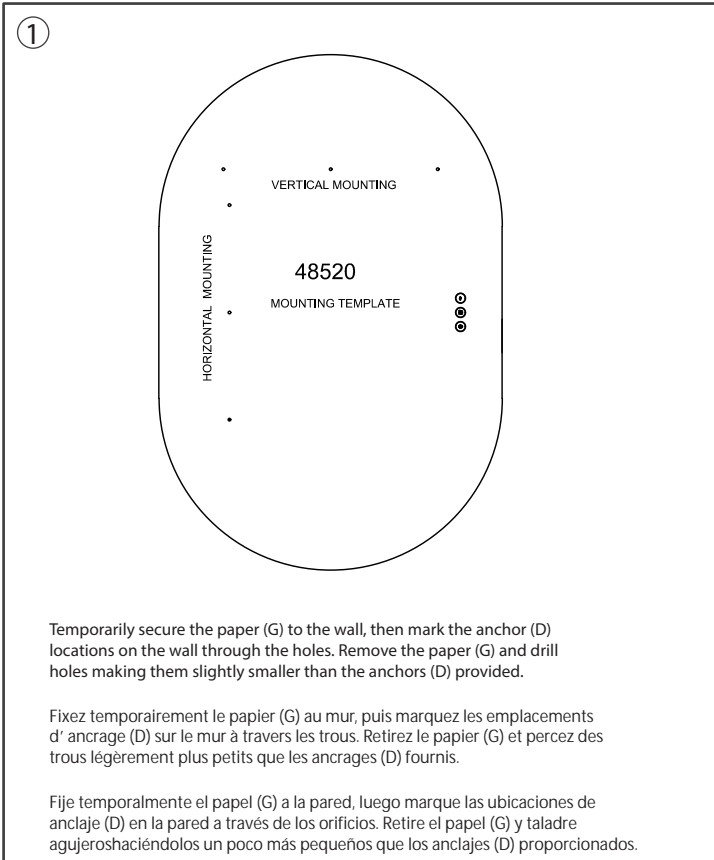 1
VERTICAL MOUNTING
HORIZONTAL MOUNTING
48520
MOUNTING TEMPLATE
Temporarily secure the paper (G) to the wall, then mark the anchor (D)
locations on the wall through the holes. Remove the paper (G) and drill
holes making them slightly smaller than the anchors (D) provided.
Fixez temporairement le papier (G) au mur, puis marquez les emplacements
d' ancrage (D) sur le mur à travers les trous. Retirez le papier (G) et percez des
trous légèrement plus petits que les ancrages (D) fournis.
Fije temporalmente el papel (G) a la pared, luego marque las ubicaciones de
anclaje (D) en la pared a través de los orificios. Retire el papel (G) y taladre
agujeroshaciéndolos un poco más pequeños que los anclajes (D) proporcionados.